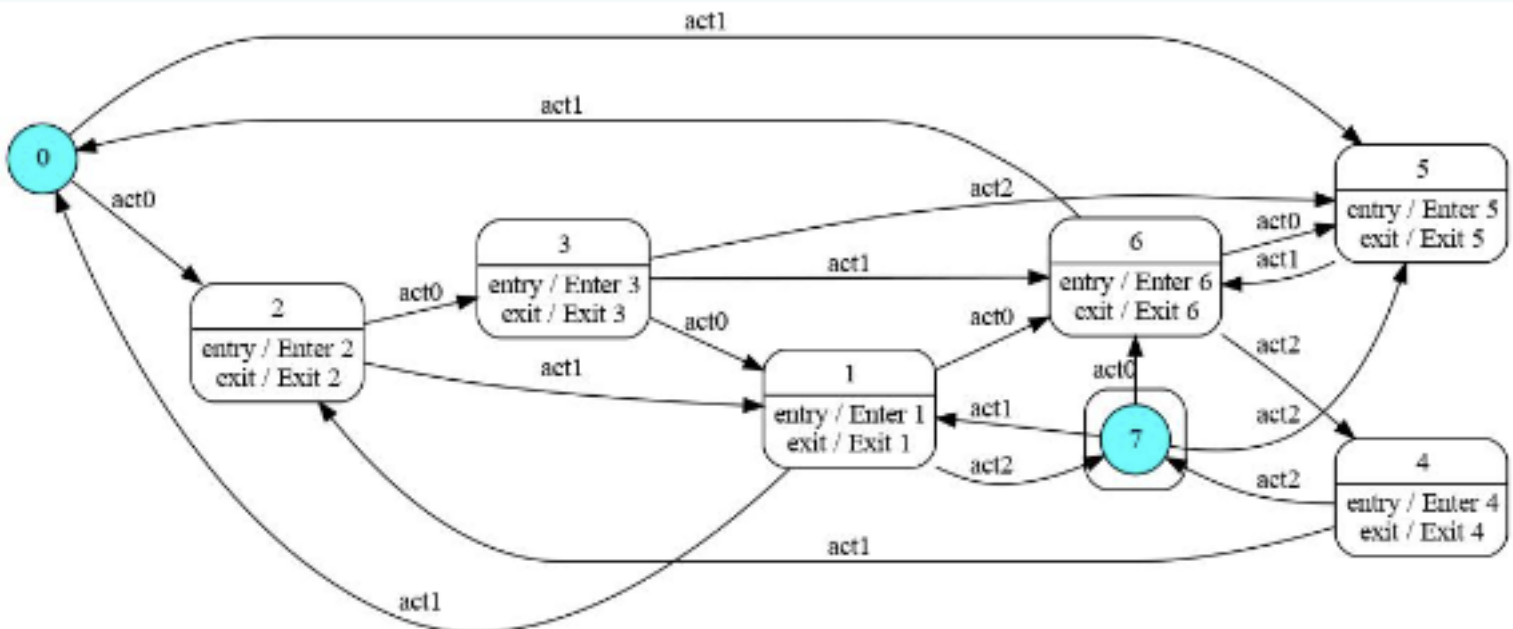 act1
act1
0
act0
act2
5
entry / Enter 5
exit / Exit 5
3
entry / Enter 3
exit / Exit 3
act1
6
entry / Enter 6
exit / Exit 6
act0
act1
2
entry / Enter 2
exit / Exit 2
act0
act0
act1
1
entry / Enter 1
exit / Exit 1
act0
act0
act2
act1
7
act2
act2
act2
4
entry / Enter 4
exit / Exit 4
act1
act1